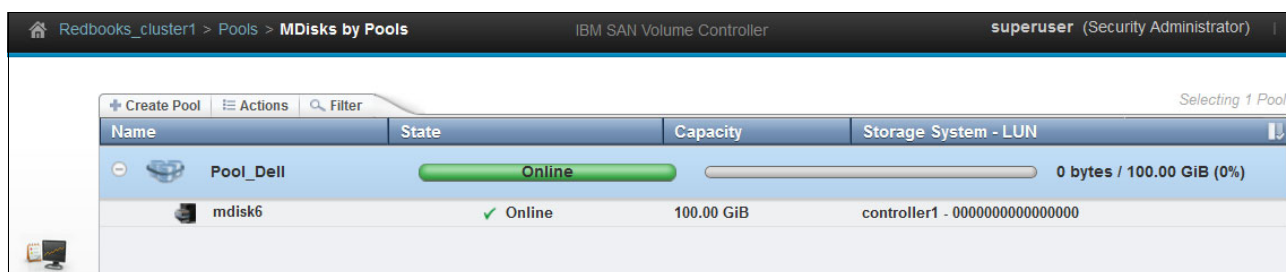 Redbooks_cluster1 > Pools > MDisks by Pools IBM SAN Volume Controller superuser (Security Administrator)
Selecting 1 Pool
Create Pool Actions Filter
Name State Capacity Storage System - LUN
Pool_Dell Online 0 bytes / 100.00 GiB (0%)
mdisk6 Online 100.00 GiB controller1 - 0000000000000000